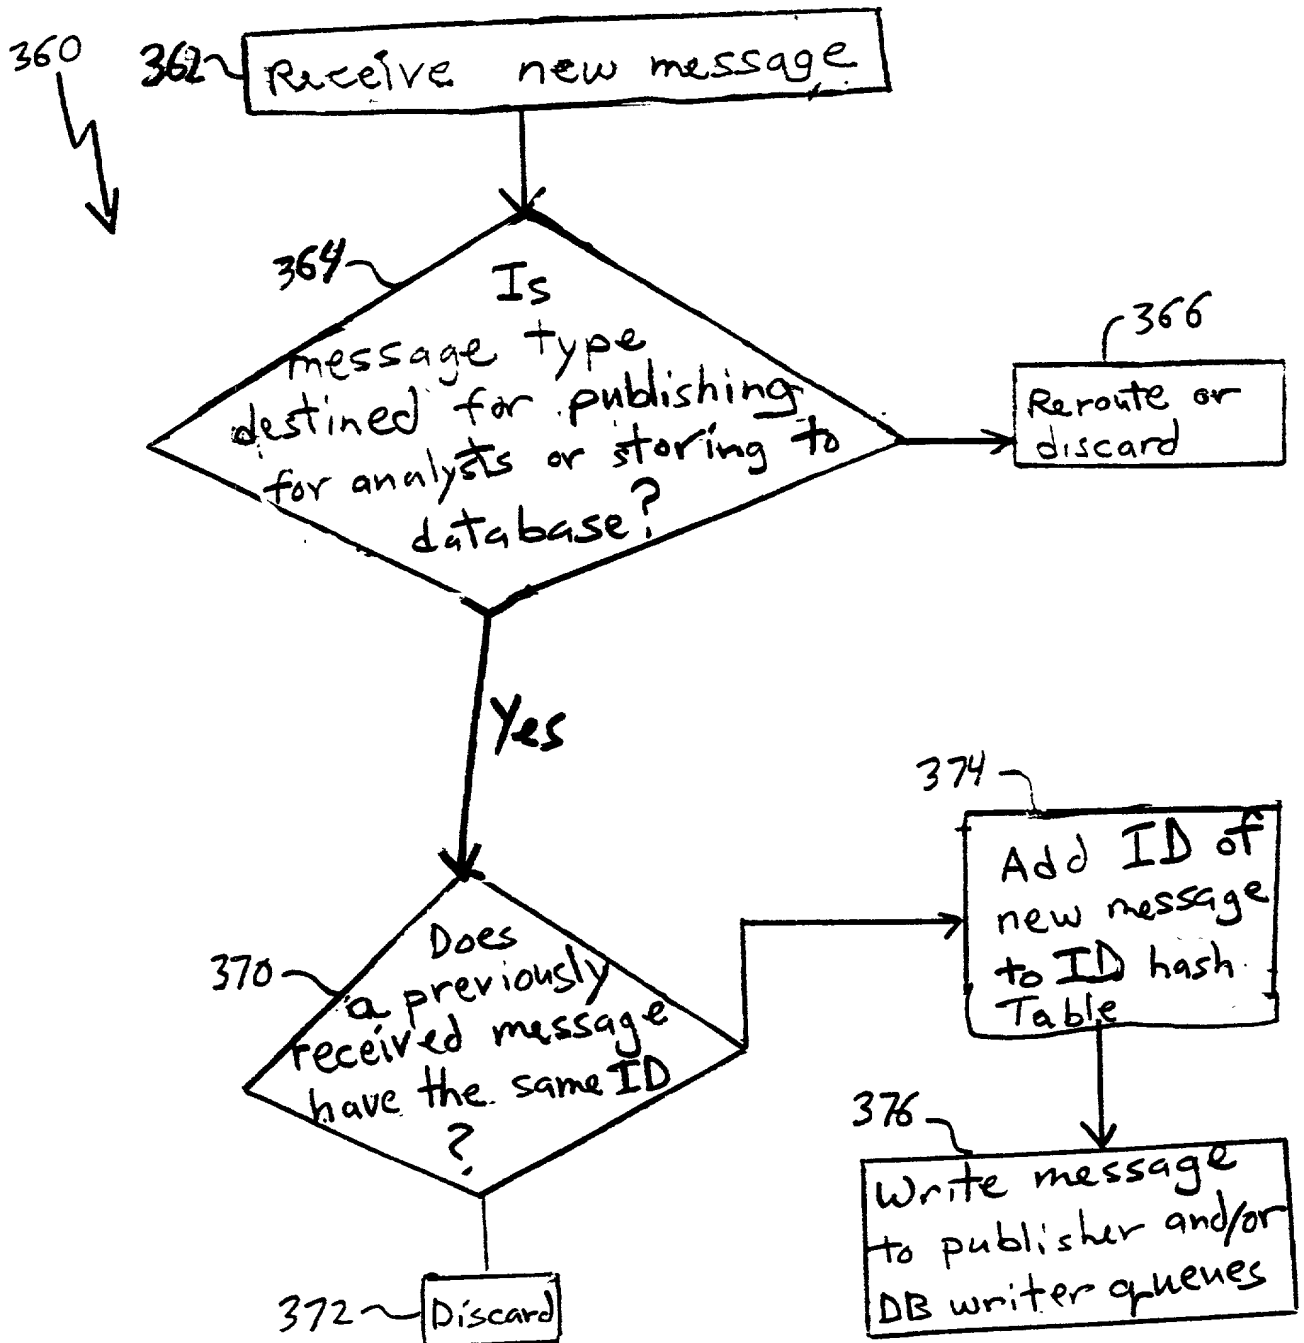 360
362
Receive new message
364
Is
message type
destined for publishing
for analysts or storing to
database?
366
Reroute or
discard
Yes
370
Does
a previously
received message
have the same ID
?
374
Add ID of
new message
to ID hash
Table
376
Write message
to publisher and/or
DB writer queues
372
Discard